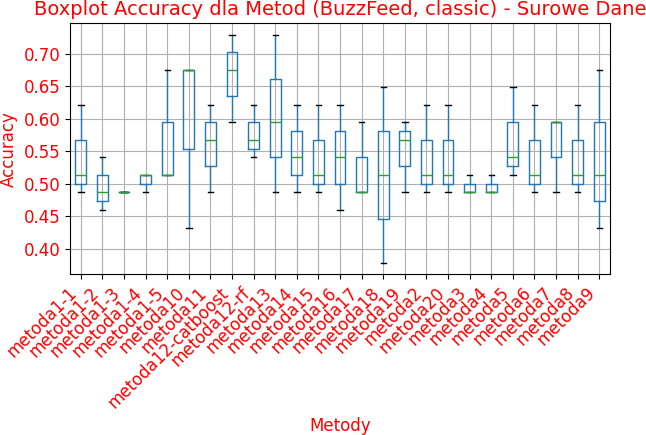 Boxplot Accuracy dla Metod (BuzzFeed, classic) - Surowe Dane
Accuracy
0.70
0.65
0.60
0.55
0.50
0.45
0.40
metoda1-1
metoda1-2
metoda1-3
metoda1-4
metoda1-5
metoda10
metoda11
metoda12-catboost
metoda12-rf
metoda13
metoda14
metoda15
metoda16
metoda17
metoda18
metoda19
metoda2
metoda20
metoda3
metoda4
metoda5
metoda6
metoda7
metoda8
metoda9
Metody